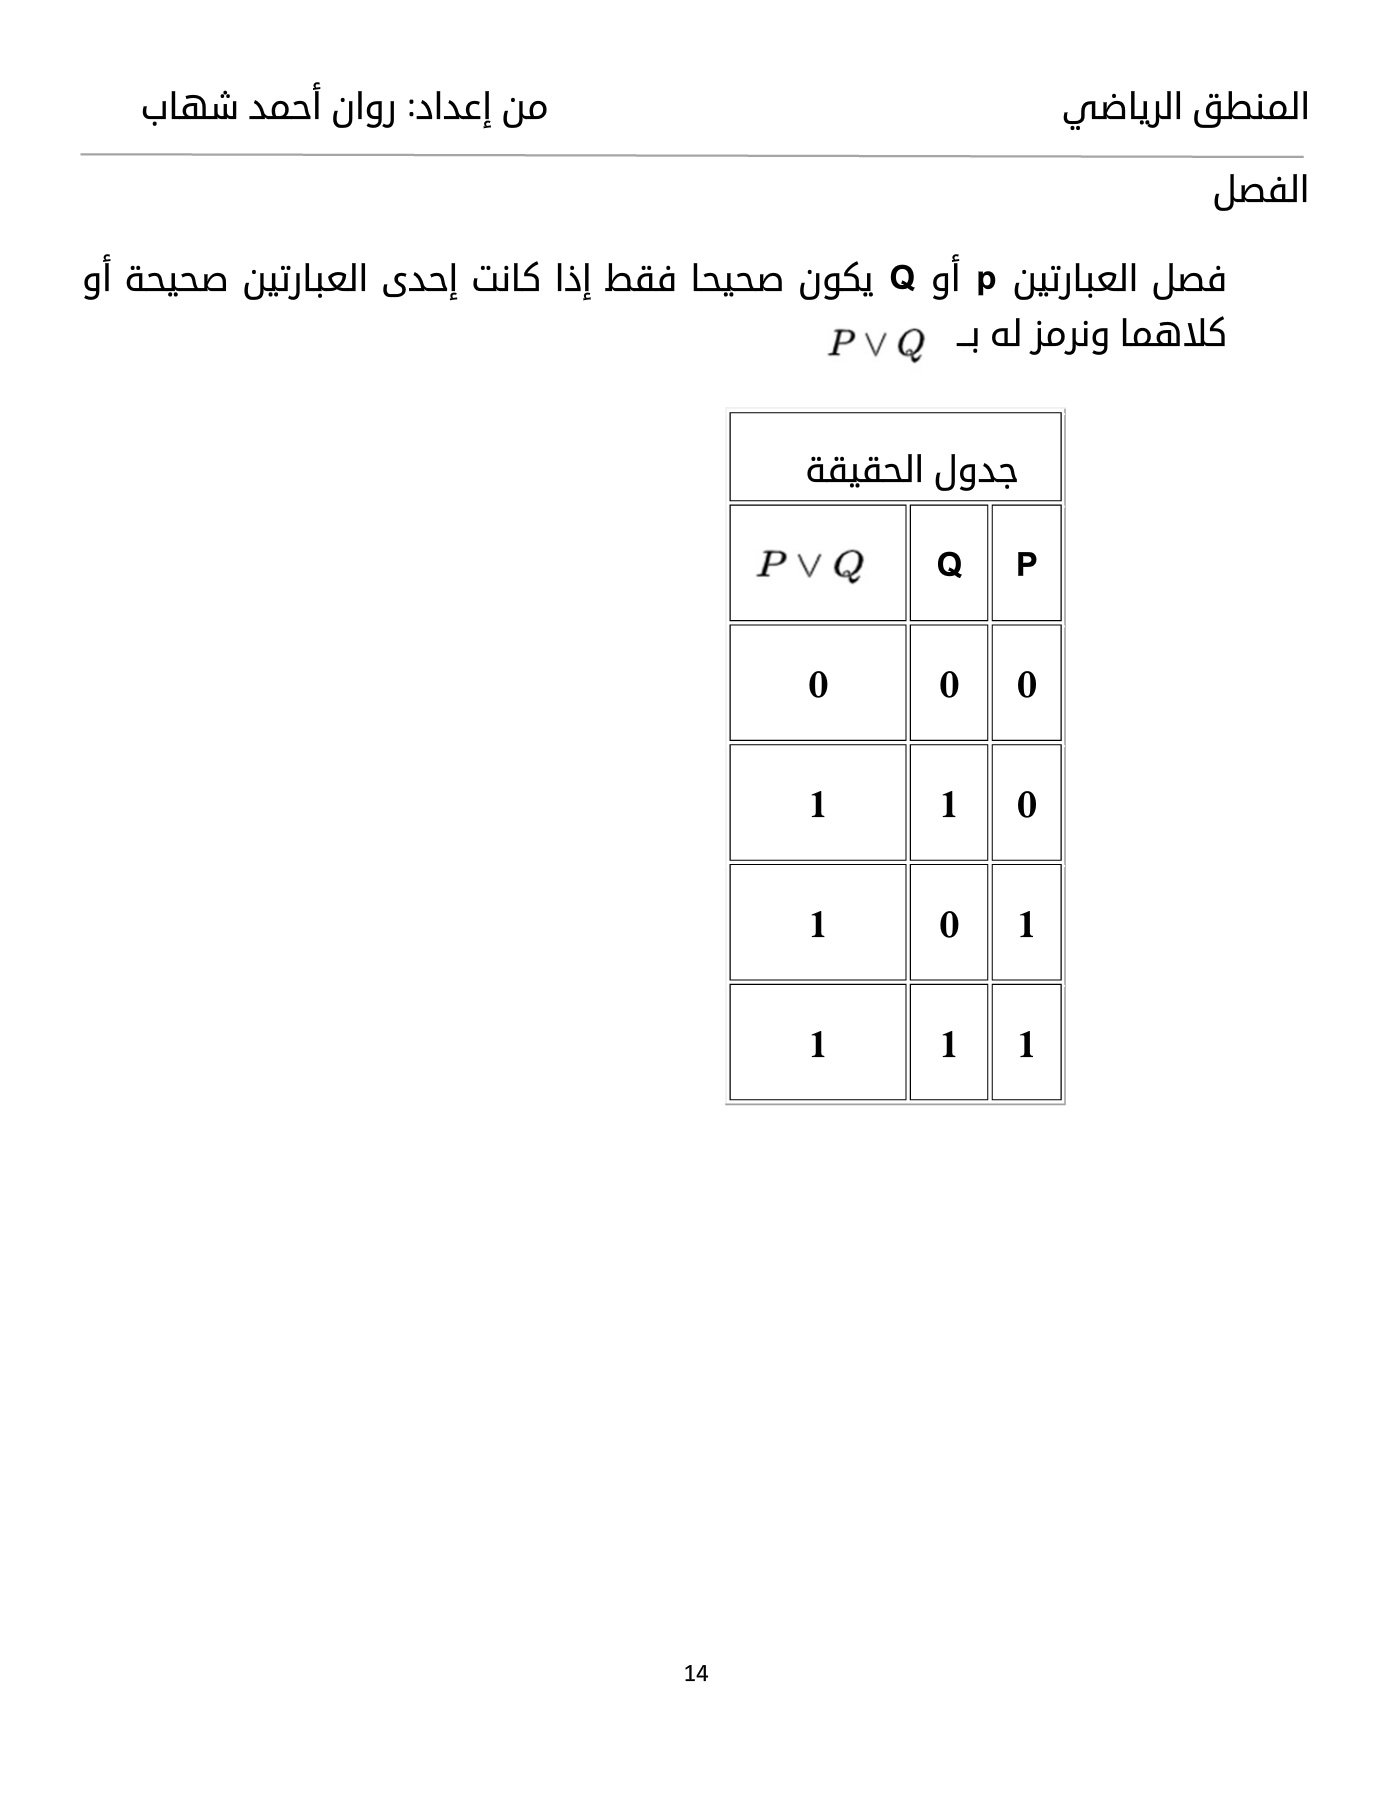 المنطق الرياضي من إعداد: روان أحمد شهاب
الفصل
فصل العبارتين p أو Q يكون صحيحا فقط إذا كانت إحدى العبارتين صحيحة أو
كلاهما ونرمز له بـ P ∨ Q
جدول الحقيقة
P Q P ∨ Q
0 0 0
0 1 1
1 0 1
1 1 1
14